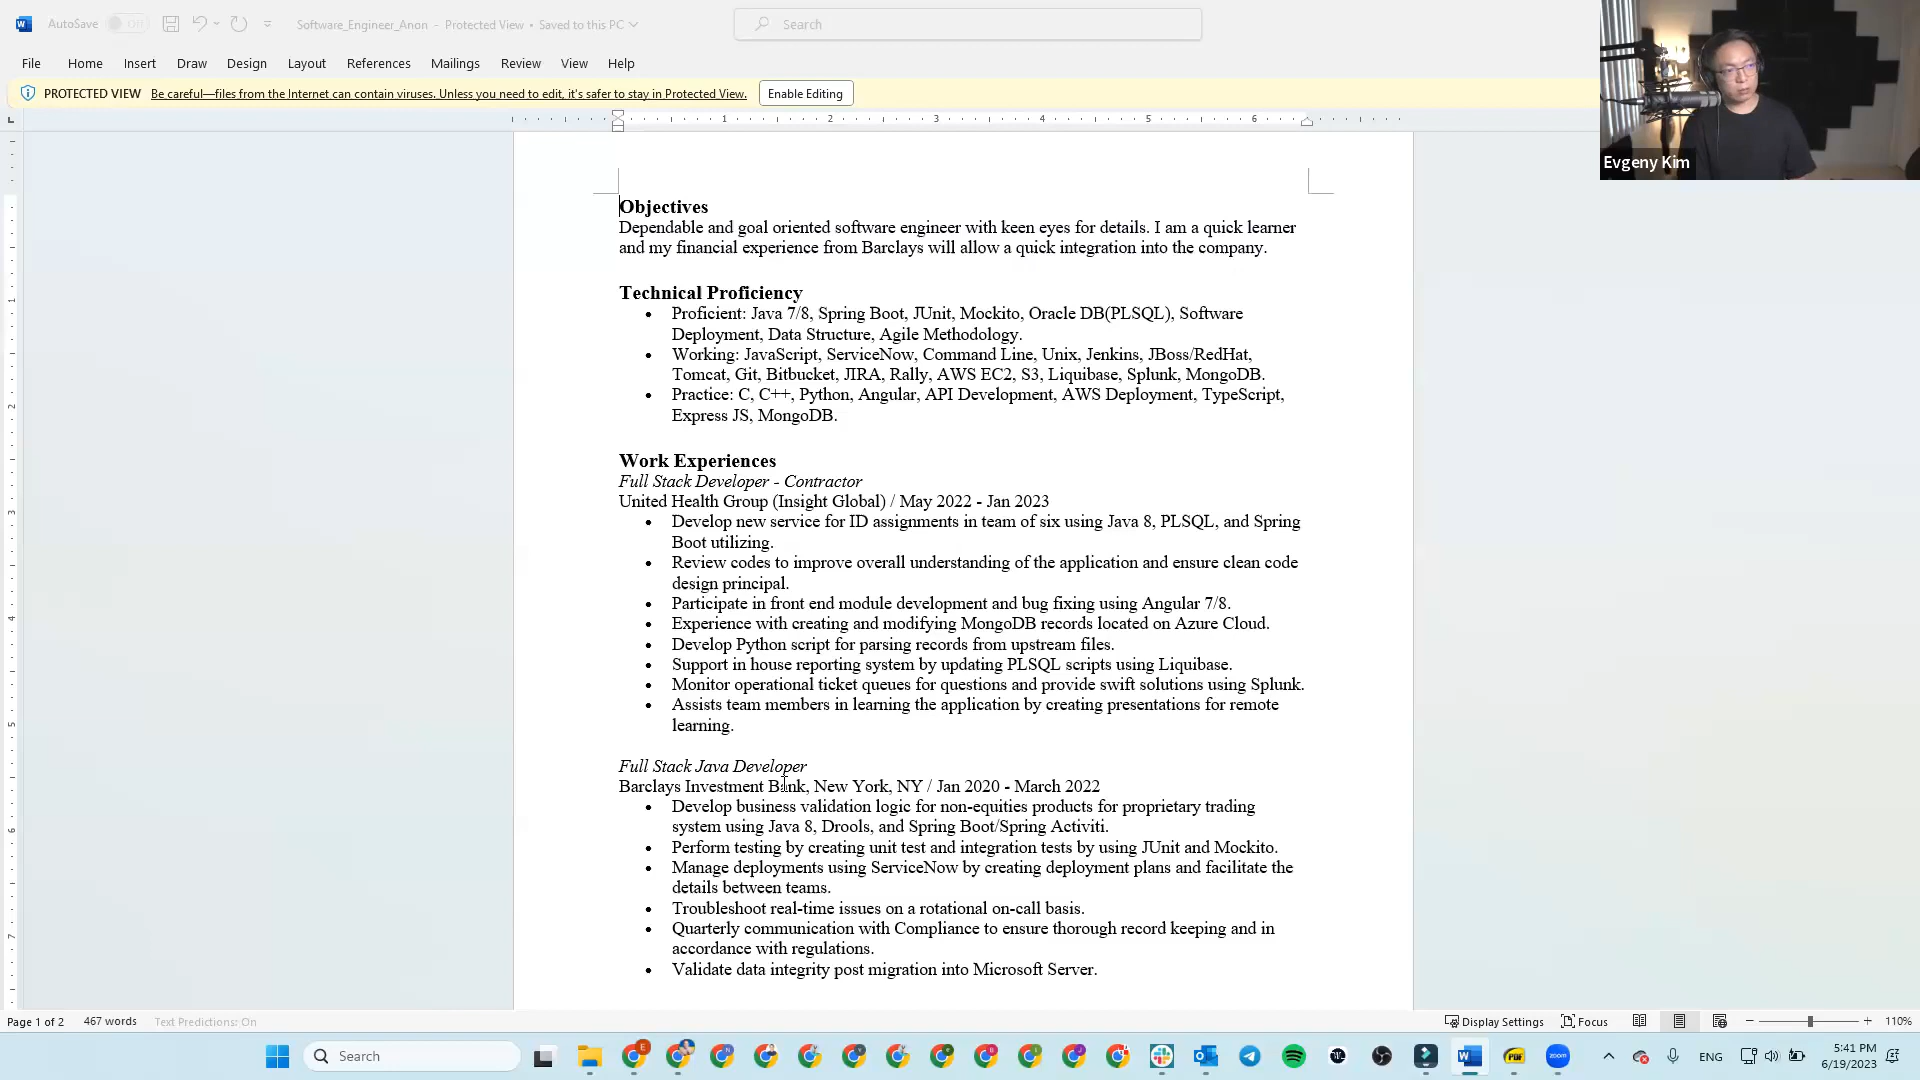 AutoSave Off Software_Engineer_Anon - Protected View • Saved to this PC Search
File Home Insert Draw Design Layout References Mailings Review View Help
PROTECTED VIEW Be careful—files from the Internet can contain viruses. Unless you need to edit, it's safer to stay in Protected View. Enable Editing
1 2 3 4 5 6
Evgeny Kim
Objectives
Dependable and goal oriented software engineer with keen eyes for details. I am a quick learner
and my financial experience from Barclays will allow a quick integration into the company.
Technical Proficiency
• Proficient: Java 7/8, Spring Boot, JUnit, Mockito, Oracle DB(PLSQL), Software
Deployment, Data Structure, Agile Methodology.
• Working: JavaScript, ServiceNow, Command Line, Unix, Jenkins, JBoss/RedHat,
Tomcat, Git, Bitbucket, JIRA, Rally, AWS EC2, S3, Liquibase, Splunk, MongoDB.
• Practice: C, C++, Python, Angular, API Development, AWS Deployment, TypeScript,
Express JS, MongoDB.
Work Experiences
Full Stack Developer - Contractor
United Health Group (Insight Global) / May 2022 - Jan 2023
• Develop new service for ID assignments in team of six using Java 8, PLSQL, and Spring
Boot utilizing.
• Review codes to improve overall understanding of the application and ensure clean code
design principal.
• Participate in front end module development and bug fixing using Angular 7/8.
• Experience with creating and modifying MongoDB records located on Azure Cloud.
• Develop Python script for parsing records from upstream files.
• Support in house reporting system by updating PLSQL scripts using Liquibase.
• Monitor operational ticket queues for questions and provide swift solutions using Splunk.
• Assists team members in learning the application by creating presentations for remote
learning.
Full Stack Java Developer
Barclays Investment Bank, New York, NY / Jan 2020 - March 2022
• Develop business validation logic for non-equities products for proprietary trading
system using Java 8, Drools, and Spring Boot/Spring Activiti.
• Perform testing by creating unit test and integration tests by using JUnit and Mockito.
• Manage deployments using ServiceNow by creating deployment plans and facilitate the
details between teams.
• Troubleshoot real-time issues on a rotational on-call basis.
• Quarterly communication with Compliance to ensure thorough record keeping and in
accordance with regulations.
• Validate data integrity post migration into Microsoft Server.
Page 1 of 2 467 words Text Predictions: On Display Settings Focus 110%
Search zoom ENG 5:41 PM
6/19/2023